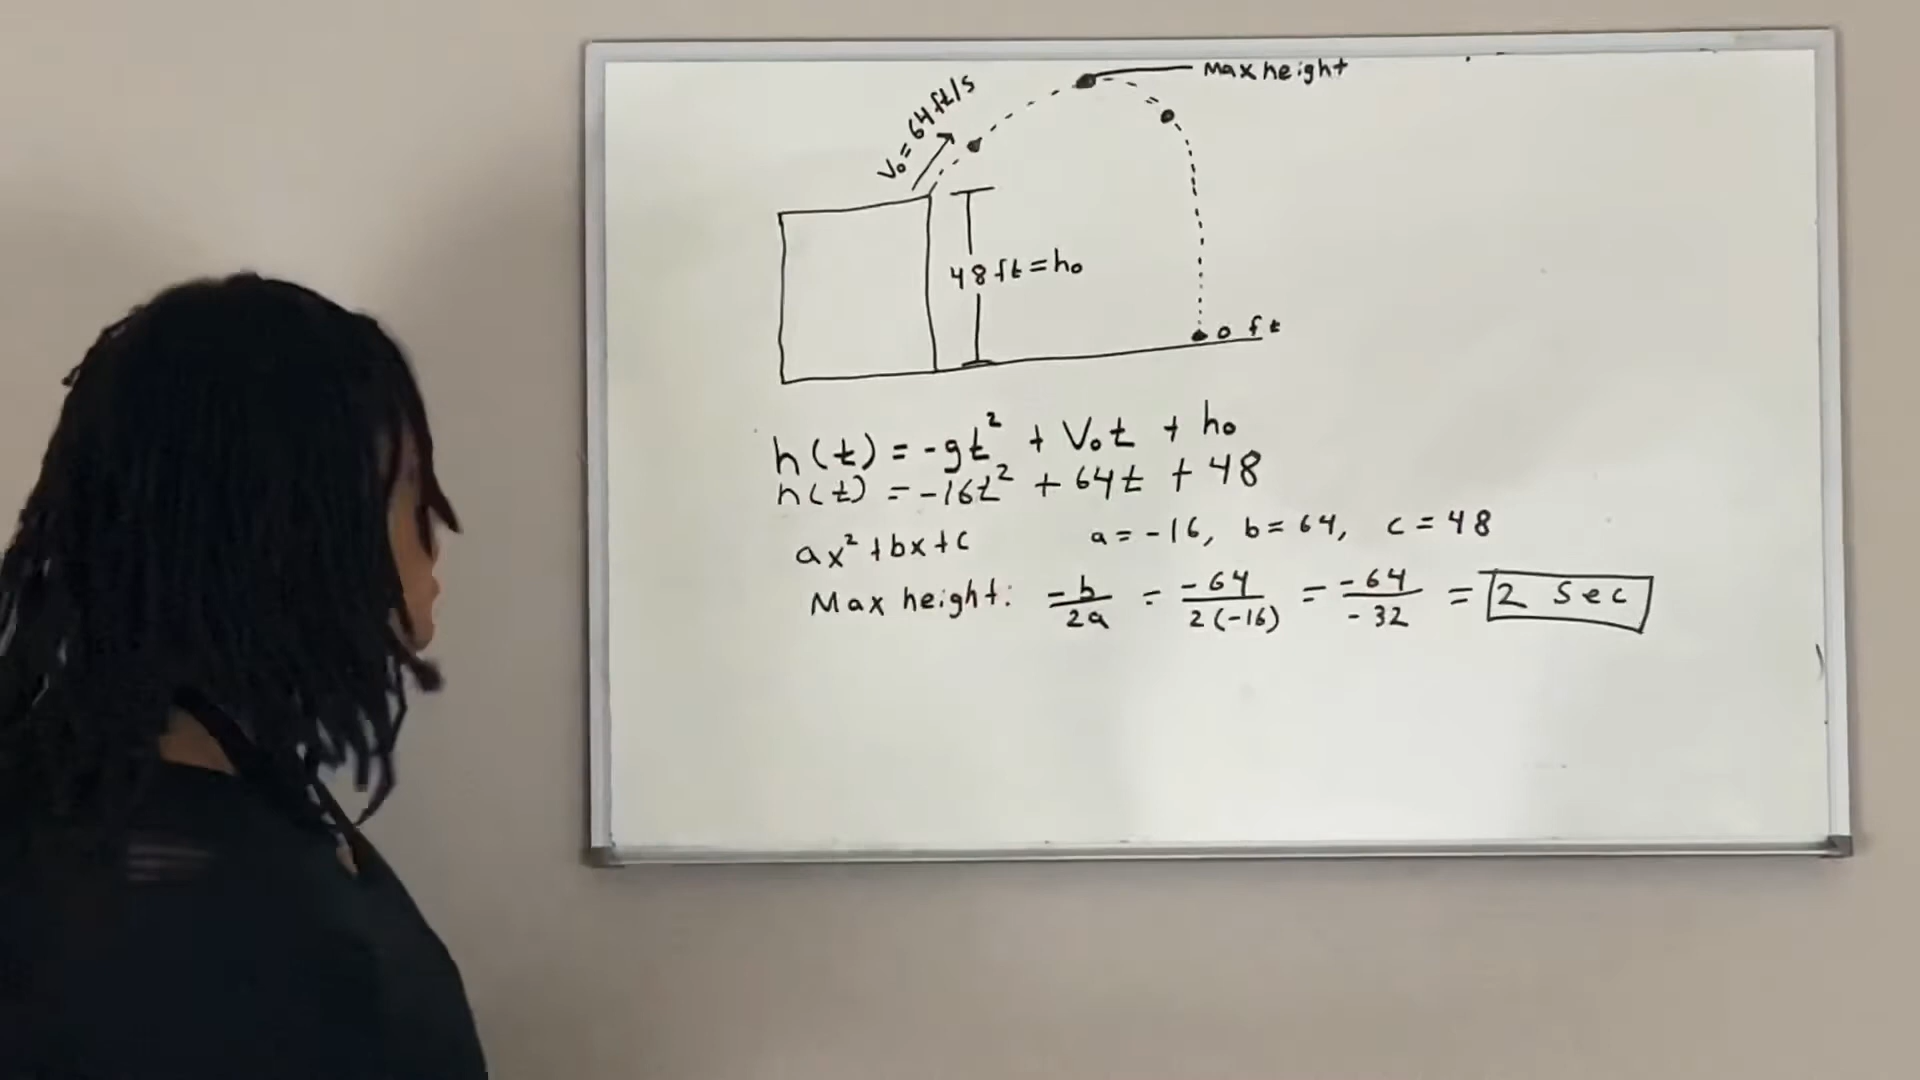 Max height
V₀ = 64 ft/s
48 ft = h₀
0 ft
h(t) = -gt² + V₀t + h₀
h(t) = -16t² + 64t + 48
ax² + bx + c a = -16, b = 64, c = 48
Max height: -b/2a = -64/2(-16) = -64/-32 = 2 Sec